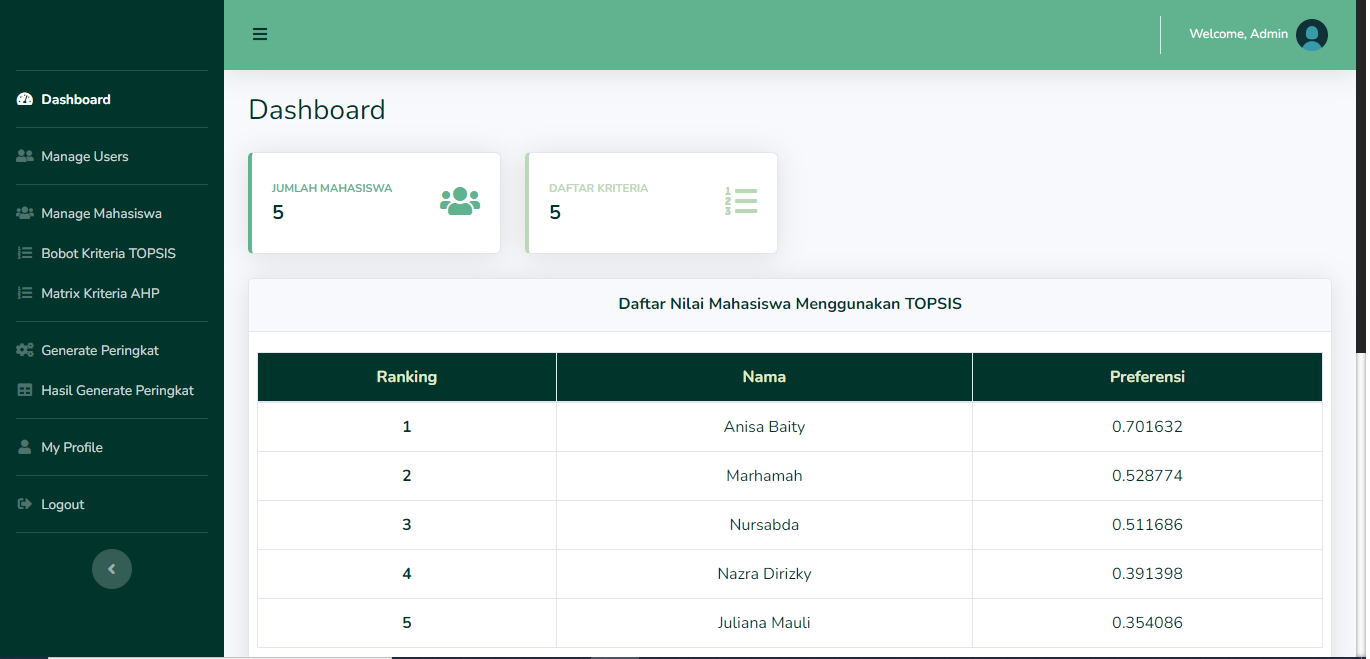 Welcome, Admin
Dashboard
Manage Users
Manage Mahasiswa
Bobot Kriteria TOPSIS
Matrix Kriteria AHP
Generate Peringkat
Hasil Generate Peringkat
My Profile
Logout
Dashboard
JUMLAH MAHASISWA
5
DAFTAR KRITERIA
5
1
2
3
Daftar Nilai Mahasiswa Menggunakan TOPSIS
Ranking Nama Preferensi
1 Anisa Baity 0.701632
2 Marhamah 0.528774
3 Nursabda 0.511686
4 Nazra Dirizky 0.391398
5 Juliana Mauli 0.354086